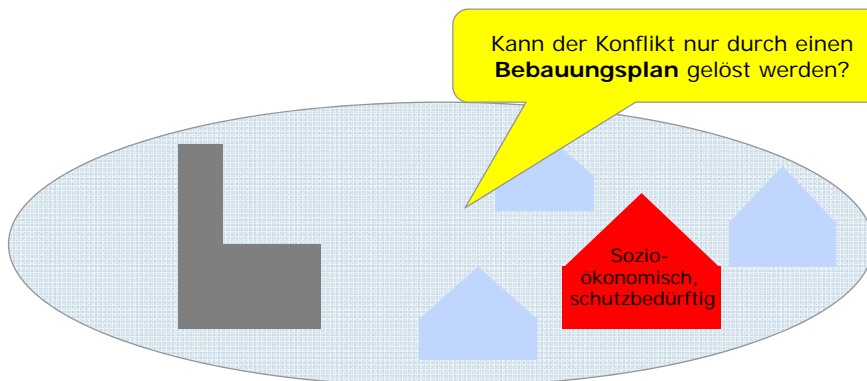 Kann der Konflikt nur durch einen
Bebauungsplan gelöst werden?
Sozio-
ökonomisch,
schutzbedürftig